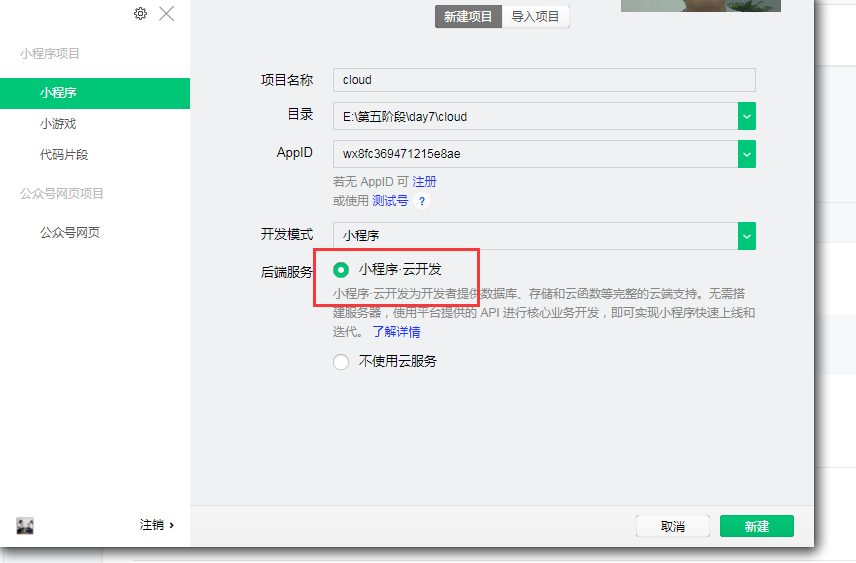 新建项目 导入项目
小程序项目
小程序
小游戏
代码片段
公众号网页项目
公众号网页
注销
项目名称 cloud
目录 E:\第五阶段\day7\cloud
AppID wx8fc369471215e8ae
若无 AppID 可 注册
或使用 测试号 ?
开发模式 小程序
后端服务 小程序·云开发
小程序·云开发为开发者提供数据库、存储和云函数等完整的云端支持。无需搭
建服务器，使用平台提供的 API 进行核心业务开发，即可实现小程序快速上线和
迭代。 了解详情
不使用云服务
取消 新建